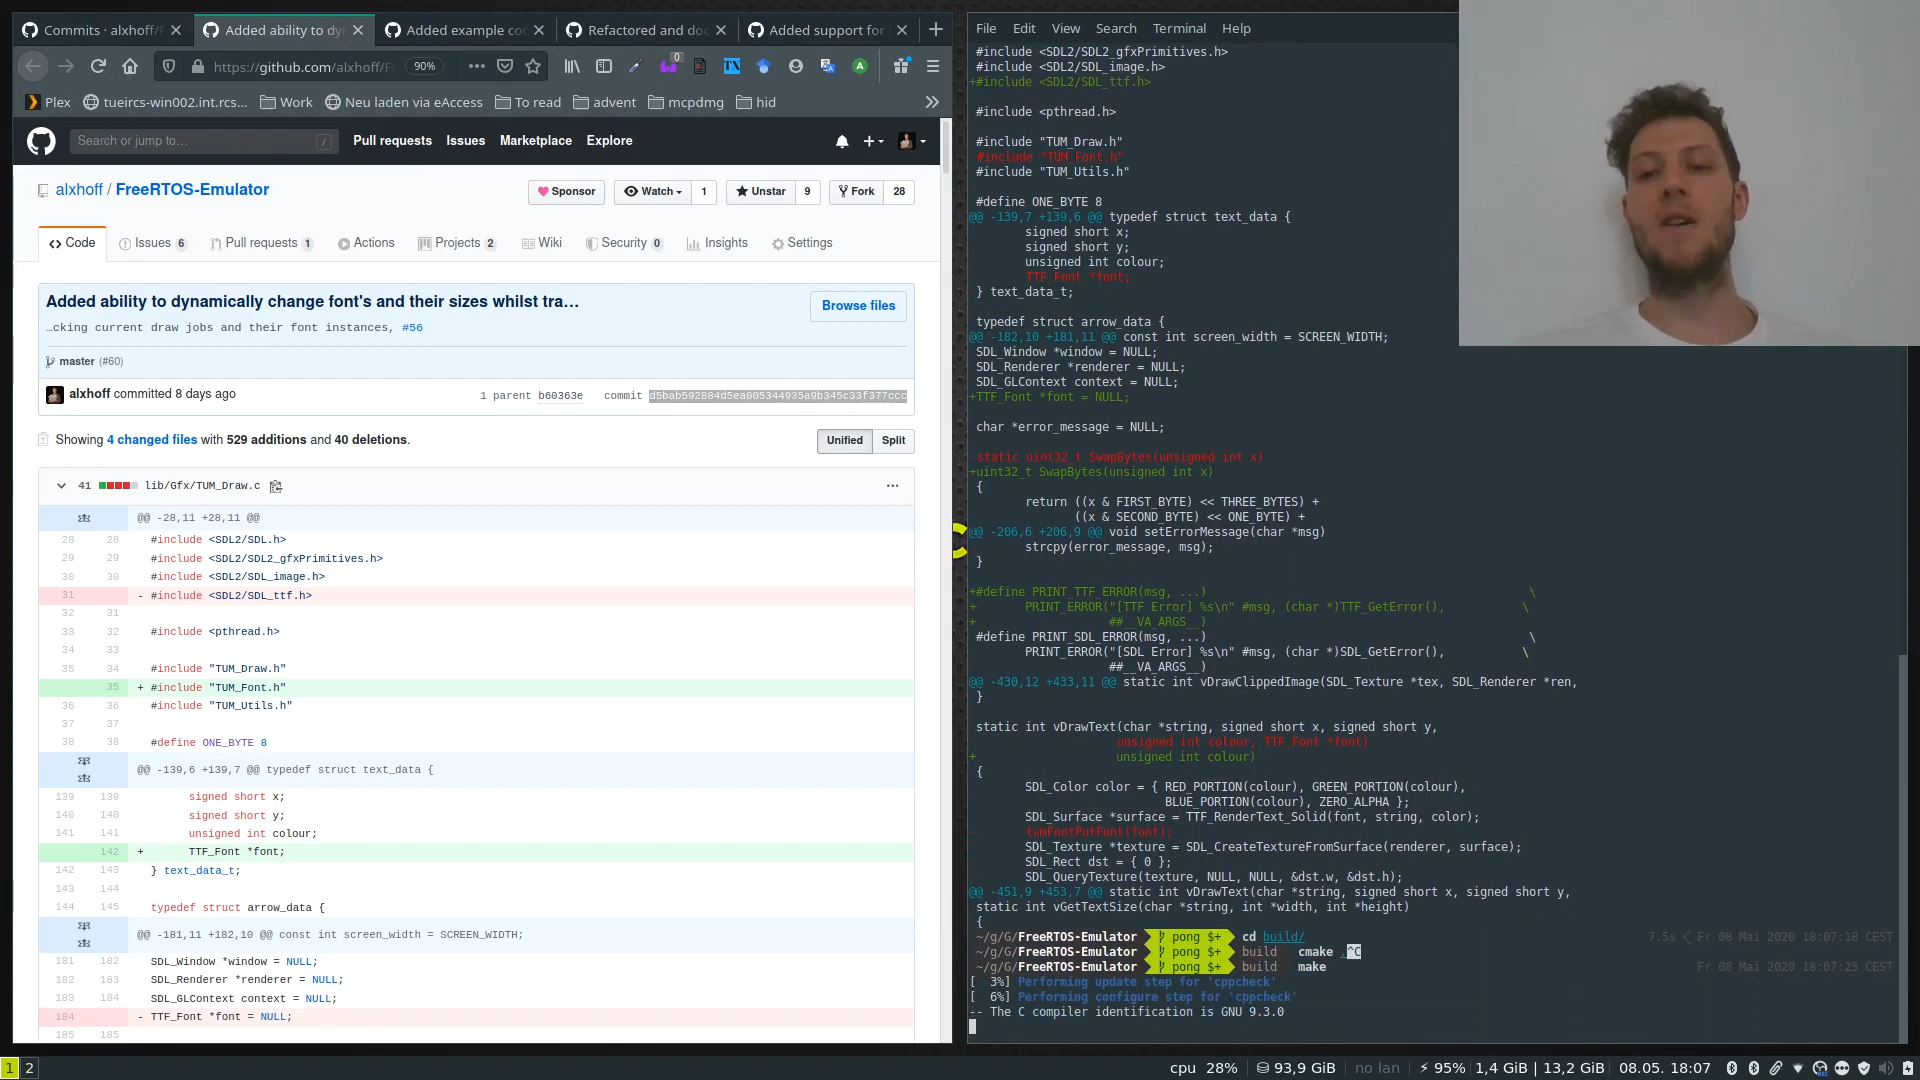 Commits · alxhoff/F
Added ability to dyn
Added example co
Refactored and doc
Added support for
https://github.com/alxhoff/Fr
90%
0
Plex
tueircs-win002.int.rcs...
Work
Neu laden via eAccess
To read
advent
mcpdmg
hid
Search or jump to…
/
Pull requests
Issues
Marketplace
Explore
alxhoff / FreeRTOS-Emulator
Sponsor
Watch
1
Unstar
9
Fork
28
Code
Issues 6
Pull requests 1
Actions
Projects 2
Wiki
Security 0
Insights
Settings
Added ability to dynamically change font's and their sizes whilst tra…
Browse files
…cking current draw jobs and their font instances, #56
master (#60)
alxhoff committed 8 days ago
1 parent b60363e
commit d5bab592884d5ea005344935a9b345c33f377ccc
Showing 4 changed files with 529 additions and 40 deletions.
Unified
Split
41
lib/Gfx/TUM_Draw.c
@@ -28,11 +28,11 @@
28 28 #include <SDL2/SDL.h>
29 29 #include <SDL2/SDL2_gfxPrimitives.h>
30 30 #include <SDL2/SDL_image.h>
31 - #include <SDL2/SDL_ttf.h>
32 31
33 32 #include <pthread.h>
34 33
35 34 #include "TUM_Draw.h"
35 + #include "TUM_Font.h"
36 36 #include "TUM_Utils.h"
37 37
38 38 #define ONE_BYTE 8
@@ -139,6 +139,7 @@ typedef struct text_data {
139 139 signed short x;
140 140 signed short y;
141 141 unsigned int colour;
142 + TTF_Font *font;
142 143 } text_data_t;
143 144
144 145 typedef struct arrow_data {
@@ -181,11 +182,10 @@ const int screen_width = SCREEN_WIDTH;
181 182 SDL_Window *window = NULL;
182 183 SDL_Renderer *renderer = NULL;
183 184 SDL_GLContext context = NULL;
184 - TTF_Font *font = NULL;
185 185
File Edit View Search Terminal Help
#include <SDL2/SDL2_gfxPrimitives.h>
#include <SDL2/SDL_image.h>
+#include <SDL2/SDL_ttf.h>
#include <pthread.h>
#include "TUM_Draw.h"
#include "TUM_Font.h"
#include "TUM_Utils.h"
#define ONE_BYTE 8
@@ -139,7 +139,6 @@ typedef struct text_data {
signed short x;
signed short y;
unsigned int colour;
TTF_Font *font;
} text_data_t;
typedef struct arrow_data {
@@ -182,10 +181,11 @@ const int screen_width = SCREEN_WIDTH;
SDL_Window *window = NULL;
SDL_Renderer *renderer = NULL;
SDL_GLContext context = NULL;
+TTF_Font *font = NULL;
char *error_message = NULL;
static uint32_t SwapBytes(unsigned int x)
+uint32_t SwapBytes(unsigned int x)
{
return ((x & FIRST_BYTE) << THREE_BYTES) +
((x & SECOND_BYTE) << ONE_BYTE) +
@@ -206,6 +206,9 @@ void setErrorMessage(char *msg)
strcpy(error_message, msg);
}
+#define PRINT_TTF_ERROR(msg, ...) \
+ PRINT_ERROR("[TTF Error] %s\n" #msg, (char *)TTF_GetError(), \
+ ##__VA_ARGS__)
#define PRINT_SDL_ERROR(msg, ...) \
PRINT_ERROR("[SDL Error] %s\n" #msg, (char *)SDL_GetError(), \
##__VA_ARGS__)
@@ -430,12 +433,11 @@ static int vDrawClippedImage(SDL_Texture *tex, SDL_Renderer *ren,
}
static int vDrawText(char *string, signed short x, signed short y,
unsigned int colour, TTF_Font *font)
+ unsigned int colour)
{
SDL_Color color = { RED_PORTION(colour), GREEN_PORTION(colour),
BLUE_PORTION(colour), ZERO_ALPHA };
SDL_Surface *surface = TTF_RenderText_Solid(font, string, color);
tumFontPutFont(font);
SDL_Texture *texture = SDL_CreateTextureFromSurface(renderer, surface);
SDL_Rect dst = { 0 };
SDL_QueryTexture(texture, NULL, NULL, &dst.w, &dst.h);
@@ -451,9 +453,7 @@ static int vDrawText(char *string, signed short x, signed short y,
static int vGetTextSize(char *string, int *width, int *height)
{
~/g/G/FreeRTOS-Emulator pong $+ cd build/ 7.5s < Fr 08 Mai 2020 18:07:18 CEST
~/g/G/FreeRTOS-Emulator pong $+ build cmake .^C
~/g/G/FreeRTOS-Emulator pong $+ build make Fr 08 Mai 2020 18:07:25 CEST
[ 3%] Performing update step for 'cppcheck'
[ 6%] Performing configure step for 'cppcheck'
-- The C compiler identification is GNU 9.3.0
1 2
cpu 28% 93,9 GiB no lan 95% 1,4 GiB | 13,2 GiB 08.05. 18:07